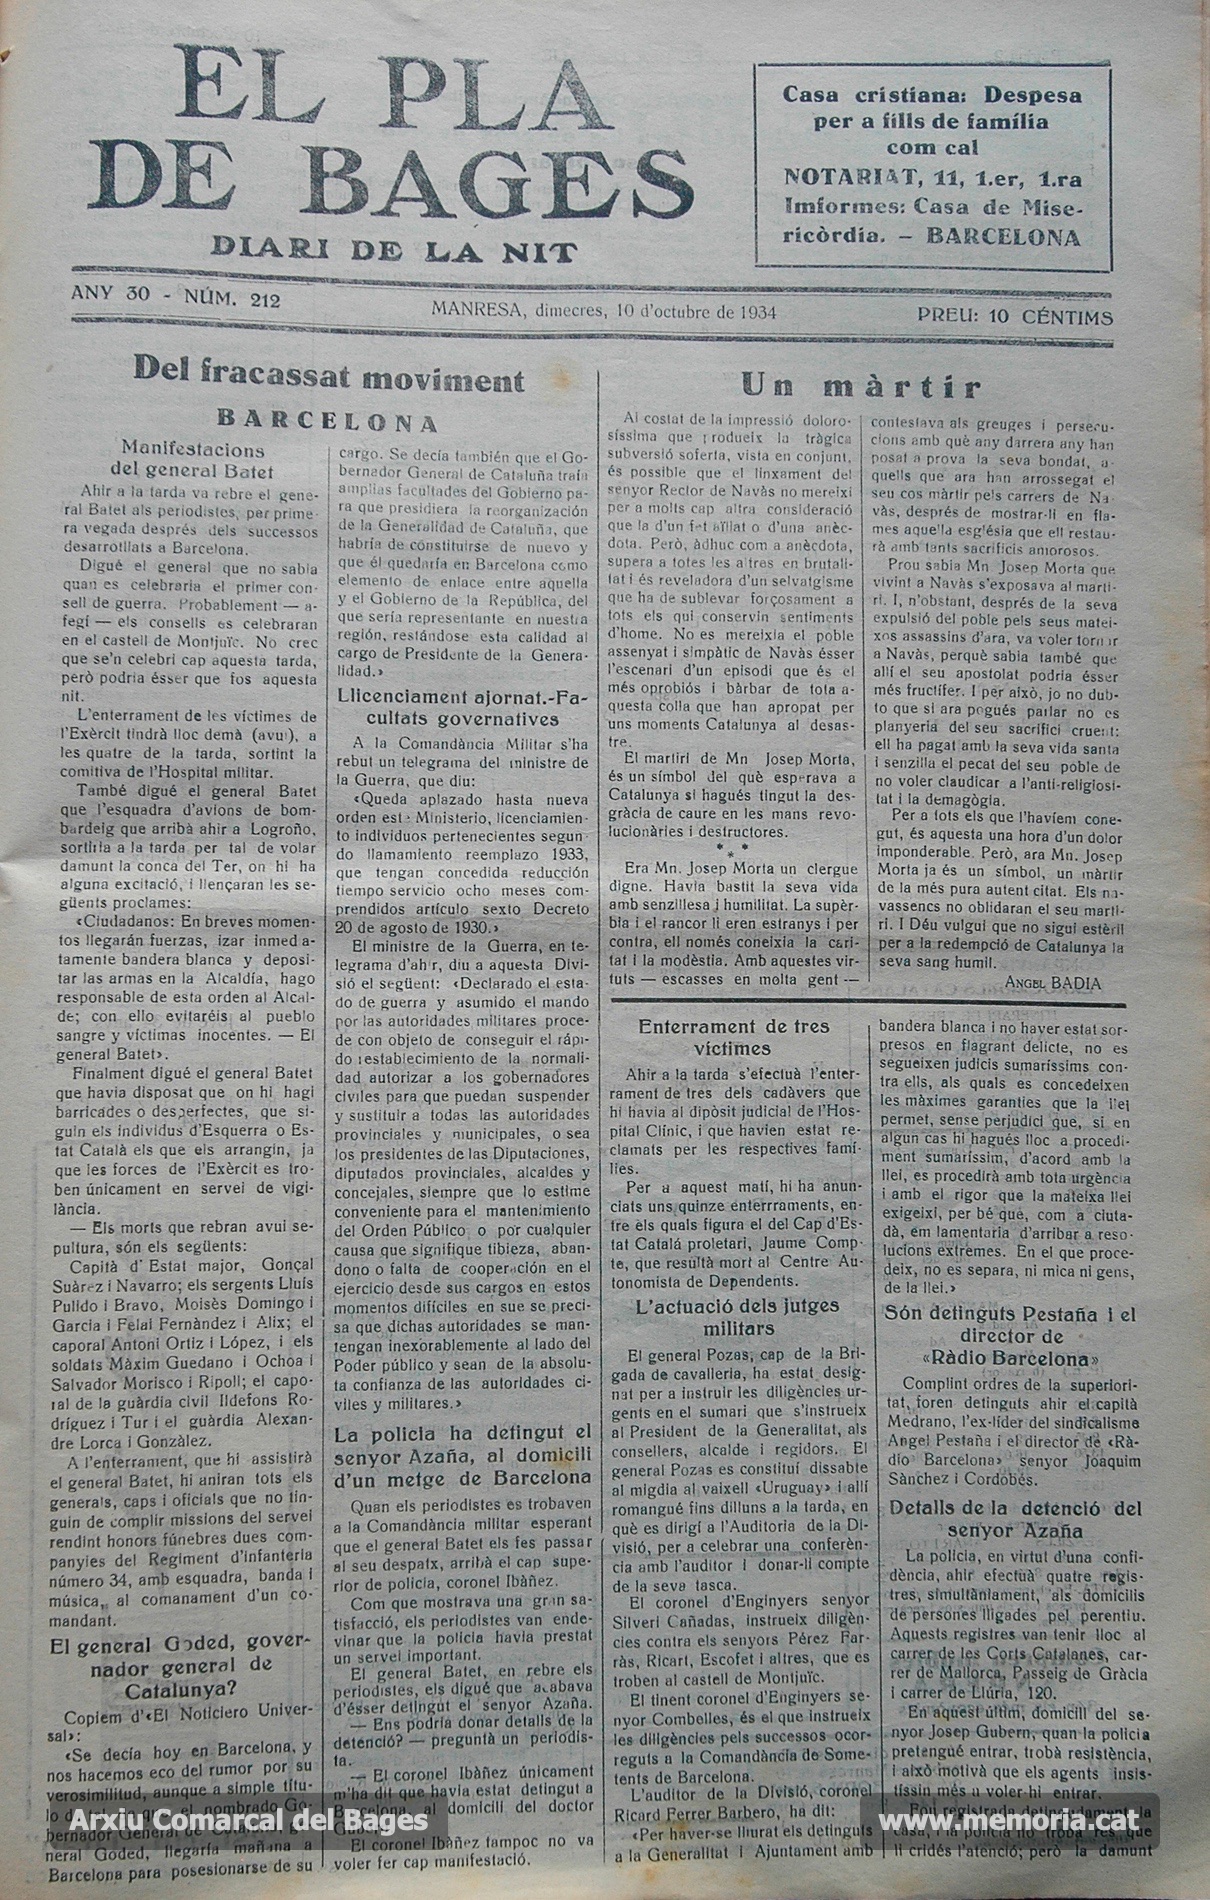 EL PLA
DE BAGES
DIARI DE LA NIT
Casa cristiana: Despesa
per a fills de família
com cal
NOTARIAT, 11, 1.er, 1.ra
Imformes: Casa de Mise-
ricòrdia. – BARCELONA
ANY 30 - NÚM. 212
MANRESA, dimecres, 10 d'octubre de 1934
PREU: 10 CÉNTIMS
Del fracassat moviment
BARCELONA
Manifestacions
del general Batet
Ahir a la tarda va rebre el gene-
ral Batet als periodistes, per prime-
ra vegada després dels successos
desarrotllats a Barcelona.
Digué el general que no sabia
quan es celebraria el primer con-
sell de guerra. Probablement — a-
fegí — els consells es celebraran
en el castell de Montjuïc. No crec
que se'n celebri cap aquesta tarda,
però podria ésser que fos aquesta
nit.
L'enterrament de les víctimes de
l'Exèrcit tindrà lloc demà (avui), a
les quatre de la tarda, sortint la
comitiva de l'Hospital militar.
També digué el general Batet
que l'esquadra d'avions de bom-
bardeig que arribà ahir a Logroño,
sortiria a la tarda per tal de volar
damunt la conca del Ter, on hi ha
alguna excitació, i llençaran les se-
güents proclames:
«Ciudadanos: En breves momen-
tos llegarán fuerzas, izar inmedia-
tamente bandera blanca y deposi-
tar las armas en la Alcaldía, hago
responsable de esta orden al Alcal-
de; con ello evitaréis al pueblo
sangre y víctimas inocentes. — El
general Batet».
Finalment digué el general Batet
que havia disposat que on hi hagi
barricades o desperfectes, que si-
guin els individus d'Esquerra o Es-
tat Català els que els arrangin, ja
que les forces de l'Exèrcit es tro-
ben únicament en servei de vigi-
lància.
— Els morts que rebran avui se-
pultura, són els següents:
Capità d' Estat major, Gonçal
Suàrez i Navarro; els sergents Lluís
Pulido i Bravo, Moisès Domingo i
Garcia i Felai Fernàndez i Alix; el
caporal Antoni Ortiz i López, i els
soldats Màxim Guedano i Ochoa i
Salvador Morisco i Ripoll; el capo-
ral de la guàrdia civil Ildefons Ro-
dríguez i Tur i el guàrdia Alexan-
dre Lorca i Gonzàlez.
A l'enterrament, que hi assistirà
el general Batet, hi aniran tots els
generals, caps i oficials que no tin-
guin de complir missions del servei
rendint honors fúnebres dues com-
panyies del Regiment d'infanteria
número 34, amb esquadra, banda i
música, al comanament d'un co-
mandant.
El general Goded, gover-
nador general de
Catalunya?
Copiem d'«El Noticiero Univer-
sal»:
«Se decía hoy en Barcelona, y
nos hacemos eco del rumor por su
verosimilitud, aunque a simple títu-
nombrado Go-
bernador General de
neral Goded, llegaría mañana a
Barcelona para posesionarse de su
cargo. Se decía también que el Go-
bernador General de Cataluña traía
amplias facultades del Gobierno pa-
ra que presidiera la reorganización
de la Generalidad de Cataluña, que
habría de constituirse de nuevo y
que él quedaría en Barcelona como
elemento de enlace entre aquella
y el Gobierno de la República, del
que sería representante en nuestra
región, restándose esta calidad al
cargo de Presidente de la Genera-
lidad.»
Llicenciament ajornat.-Fa-
cultats governatives
A la Comandància Militar s'ha
rebut un telegrama del ministre de
la Guerra, que diu:
«Queda aplazado hasta nueva
orden est Ministerio, licenciamien-
to individuos pertenecientes segun-
do llamamiento reemplazo 1933,
que tengan concedida reducción
tiempo servicio ocho meses com-
prendidos artículo sexto Decreto
20 de agosto de 1930.»
El ministre de la Guerra, en te-
legrama d'ahir, diu a aquesta Divi-
sió el següent: «Declarado el esta-
do de guerra y asumido el mando
por las autoridades militares proce-
de con objeto de conseguir el rápi-
do restablecimiento de la normali-
dad autorizar a los gobernadores
civiles para que puedan suspender
y sustituir a todas las autoridades
provinciales y municipales, o sea
los presidentes de las Diputaciones,
diputados provinciales, alcaldes y
concejales, siempre que lo estime
conveniente para el mantenimiento
del Orden Público o por cualquier
causa que signifique tibieza, aban-
dono o falta de cooperación en el
ejercicio desde sus cargos en estos
momentos difíciles en sue se preci-
sa que dichas autoridades se man-
tengan inexorablemente al lado del
Poder público y sean de la absolu-
ta confianza de las autoridades ci-
viles y militares.»
La policia ha detingut el
senyor Azaña, al domicili
d'un metge de Barcelona
Quan els periodistes es trobaven
a la Comandància militar esperant
que el general Batet els fes passar
al seu despatx, arribà el cap supe-
rior de policia, coronel Ibàñez.
Com que mostrava una gran sa-
tisfacció, els periodistes van ende-
vinar que la policia havia prestat
un servei important.
El general Batet, en rebre els
periodistes, els digué que acabava
d'ésser detingut el senyor Azaña.
— Ens podria donar detalls de la
detenció? — preguntà un periodis-
ta.
— El coronel Ibàñez únicament
m'ha dit que havia estat detingut a
Barcelona, al domicili del doctor
El coronel Ibàñez tampoc no va
voler fer cap manifestació.
Un màrtir
Al costat de la impressió doloro-
síssima que produeix la tràgica
subversió soferta, vista en conjunt,
és possible que el linxament del
senyor Rector de Navàs no mereixi
per a molts cap altra consideració
que la d'un fet aïllat o d'una anèc-
dota. Però, àdhuc com a anècdota,
supera a totes les altres en brutali-
tat i és reveladora d'un selvatgisme
que ha de sublevar forçosament a
tots els qui conservin sentiments
d'home. No es mereixia el poble
assenyat i simpàtic de Navàs ésser
l'escenari d'un episodi que és el
més oprobiós i bàrbar de tota a-
questa colla que han apropat per
uns moments Catalunya al desas-
tre.
El martiri de Mn Josep Morta,
és un símbol del què esperava a
Catalunya si hagués tingut la des-
gràcia de caure en les mans revo-
lucionàries i destructores.
* * *
Era Mn. Josep Morta un clergue
digne. Havia bastit la seva vida
amb senzillesa i humilitat. La supèr-
bia i el rancor li eren estranys i per
contra, ell només coneixia la cari-
tat i la modèstia. Amb aquestes vir-
tuts — escasses en molta gent —
contestava als greuges i persecu-
cions amb què any darrera any han
posat a prova la seva bondat, a-
quells que ara han arrossegat el
seu cos màrtir pels carrers de Na-
vàs, després de mostrar-li en fla-
mes aquella església que ell restau-
rà amb tants sacrificis amorosos.
Prou sabia Mn. Josep Morta que
vivint a Navàs s'exposava al marti-
ri. I, n'obstant, després de la seva
expulsió del poble pels seus matei-
xos assassins d'ara, va voler tornar
a Navàs, perquè sabia també que
allí el seu apostolat podria ésser
més fructífer. I per això, jo no dub-
to que si ara pogués parlar no es
planyeria del seu sacrifici cruent:
ell ha pagat amb la seva vida santa
i senzilla el pecat del seu poble de
no voler claudicar a l'anti-religiosi-
tat i la demagògia.
Per a tots els que l'havíem cone-
gut, és aquesta una hora d'un dolor
imponderable. Però, ara Mn. Josep
Morta ja és un símbol, un màrtir
de la més pura autenticitat. Els na-
vassencs no oblidaran el seu marti-
ri. I Déu vulgui que no sigui estèril
per a la redempció de Catalunya la
seva sang humil.
ANGEL BADIA
Enterrament de tres
víctimes
Ahir a la tarda s'efectuà l'enter-
rament de tres dels cadàvers que
hi havia al dipòsit judicial de l'Hos-
pital Clínic, i que havien estat re-
clamats per les respectives famí-
lies.
Per a aquest matí, hi ha anun-
ciats uns quinze enterrraments, en-
tre els quals figura el del Cap d'Es-
tat Catalá proletari, Jaume Comp-
te, que resultà mort al Centre Au-
tonomista de Dependents.
L'actuació dels jutges
militars
El general Pozas, cap de la Bri-
gada de cavalleria, ha estat desig-
nat per a instruir les diligències ur-
gents en el sumari que s'instrueix
al President de la Generalitat, als
consellers, alcalde i regidors. El
general Pozas es constituí dissabte
al migdia al vaixell «Uruguay» i allí
romangué fins dilluns a la tarda, en
què es dirigí a l'Auditoria de la Di-
visió, per a celebrar una conferèn-
cia amb l'auditor i donar-li compte
de la seva tasca.
El coronel d'Enginyers senyor
Silveri Cañadas, instrueix diligèn-
cies contra els senyors Pérez Far-
ràs, Ricart, Escofet i altres, que es
troben al castell de Montjuïc.
El tinent coronel d'Enginyers se-
nyor Combelles, és el que instrueix
les diligències pels successos ocor-
reguts a la Comandància de Some-
tents de Barcelona.
L'auditor de la Divisió, coronel
Ricard Ferrer Barbero, ha dit:
«Per haver-se lliurat els detinguts
a la Generalitat i Ajuntament amb
bandera blanca i no haver estat sor-
presos en flagrant delicte, no es
segueixen judicis sumaríssims con-
tra ells, als quals es concedeixen
les màximes garanties que la llei
permet, sense perjudici que, si en
algun cas hi hagués lloc a procedi-
ment sumaríssim, d'acord amb la
llei, es procedirà amb tota urgència
i amb el rigor que la mateixa llei
exigeixi, per bé que, com a ciuta-
dà, em lamentaria d'arribar a reso-
lucions extremes. En el que proce-
deix, no es separa, ni mica ni gens,
de la llei.»
Són detinguts Pestaña i el
director de
«Ràdio Barcelona»
Complint ordres de la superiori-
tat, foren detinguts ahir el capità
Medrano, l'ex-líder del sindicalisme
Angel Pestaña i el director de «Rà-
dio Barcelona» senyor Joaquim
Sànchez i Cordobés.
Detalls de la detenció del
senyor Azaña
La policia, en virtut d'una confi-
dència, ahir efectuà quatre regis-
tres, simultàniament, als domicilis
de persones lligades pel perentiu.
Aquests registres van tenir lloc al
carrer de les Corts Catalanes, car-
rer de Mallorca, Passeig de Gràcia
i carrer de Llúria, 120.
En aquest últim, domicili del se-
nyor Josep Gubern, quan la policia
pretengué entrar, trobà resistència,
i això motivà que els agents insis-
tissin més a voler-hi entrar.
Fou registrada detingudament la
casa, i la policia no trobà res que
li cridés l'atenció; però la damunt
Arxiu Comarcal del Bages
www.memoria.cat